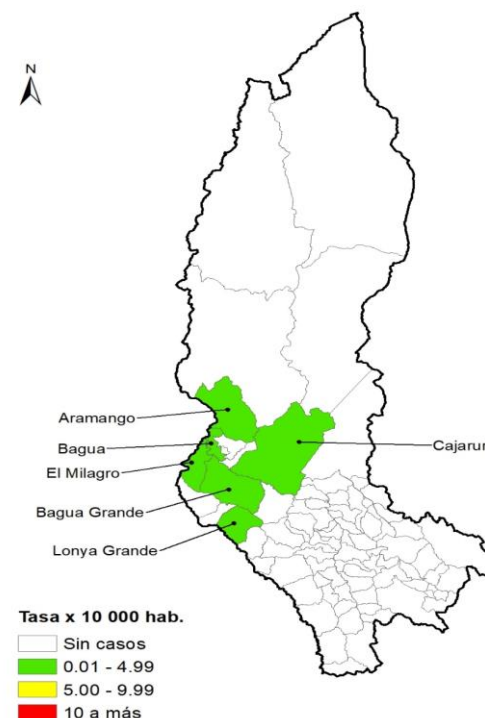 N
Aramango
Bagua
El Milagro
Bagua Grande
Lonya Grande
Cajarur
Tasa x 10 000 hab.
Sin casos
0.01 - 4.99
5.00 - 9.99
10 a más